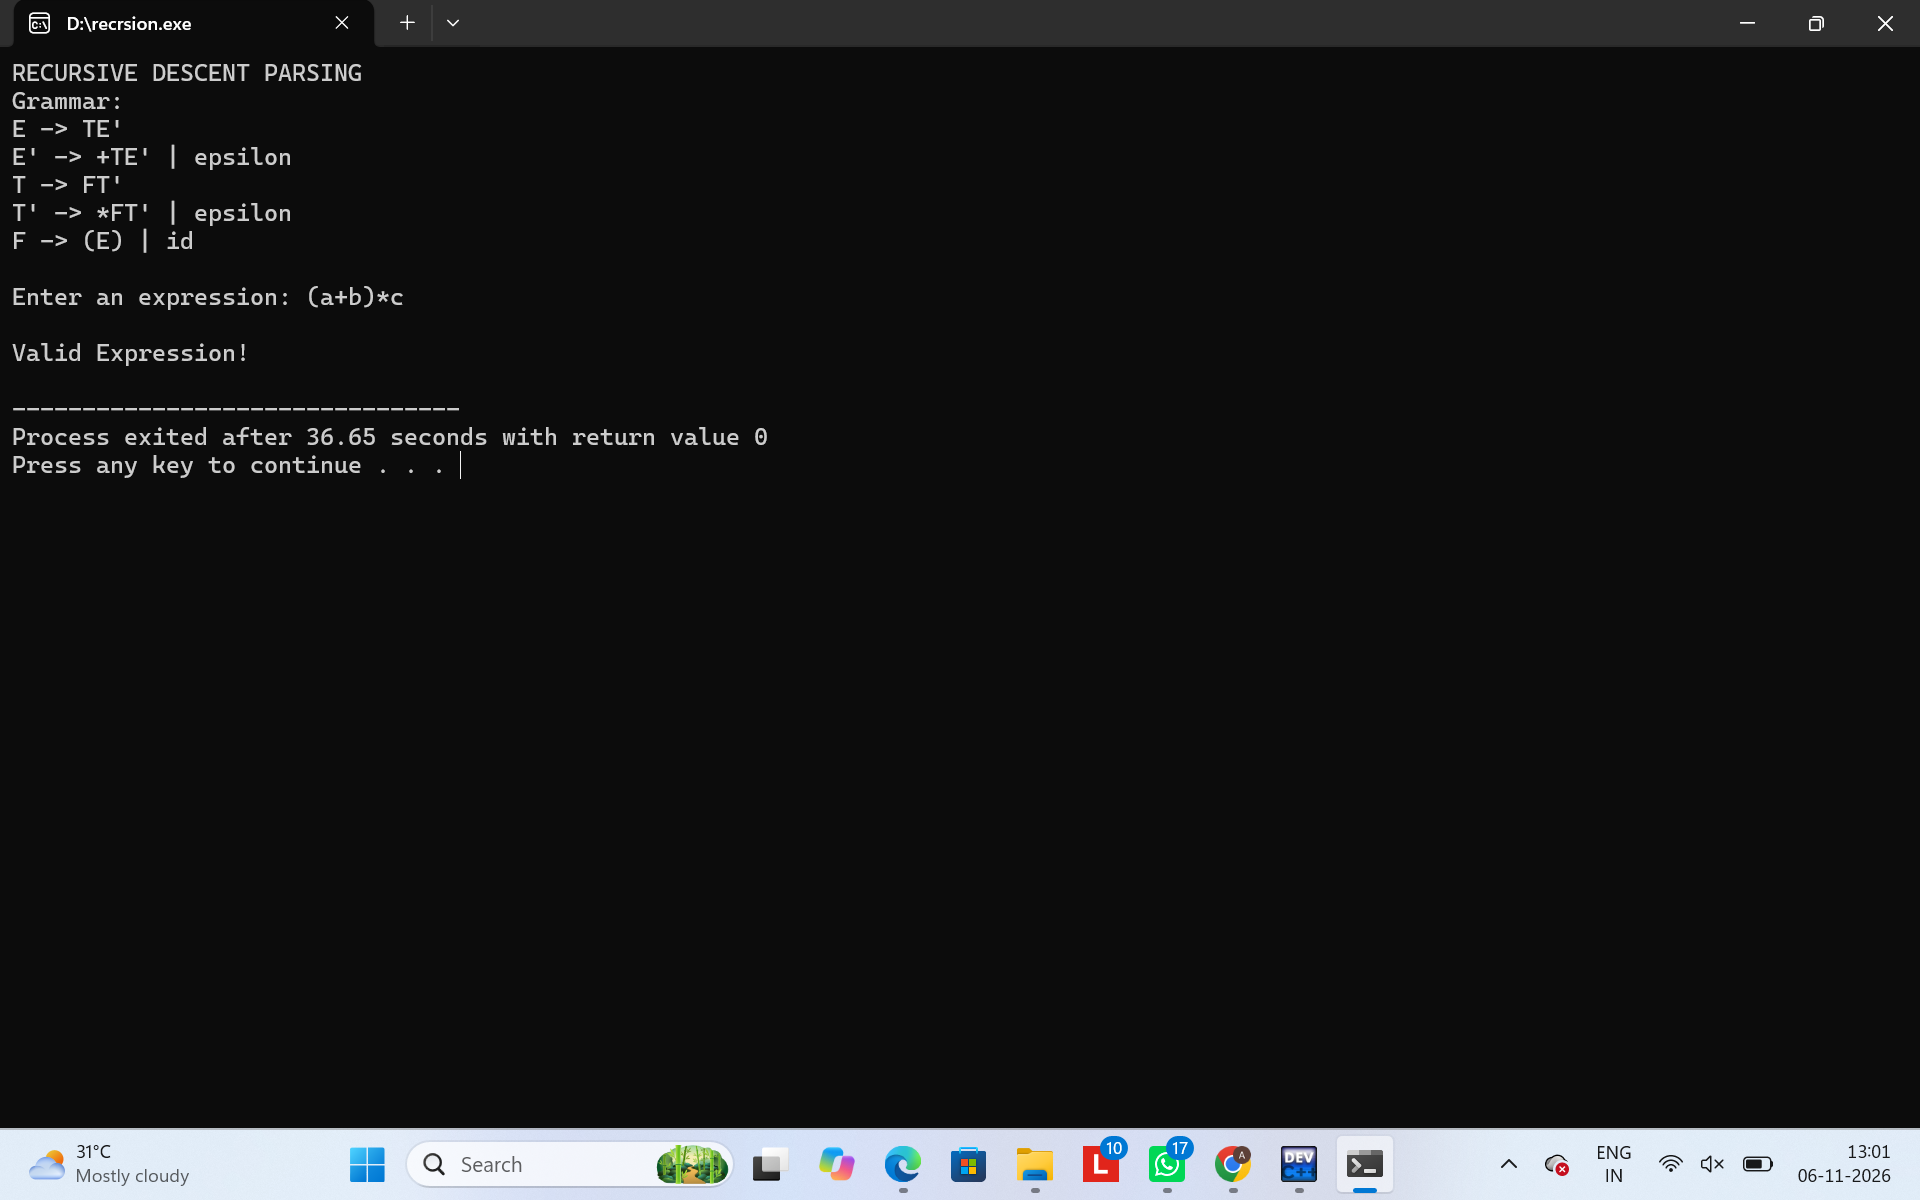 D:\recrsion.exe
RECURSIVE DESCENT PARSING
Grammar:
E -> TE'
E' -> +TE' | epsilon
T -> FT'
T' -> *FT' | epsilon
F -> (E) | id
Enter an expression: (a+b)*c
Valid Expression!
--------------------------------
Process exited after 36.65 seconds with return value 0
Press any key to continue . . .
31°C
Mostly cloudy
Search
L
10
17
A
DEV
C++
ENG
IN
13:01
06-11-2026